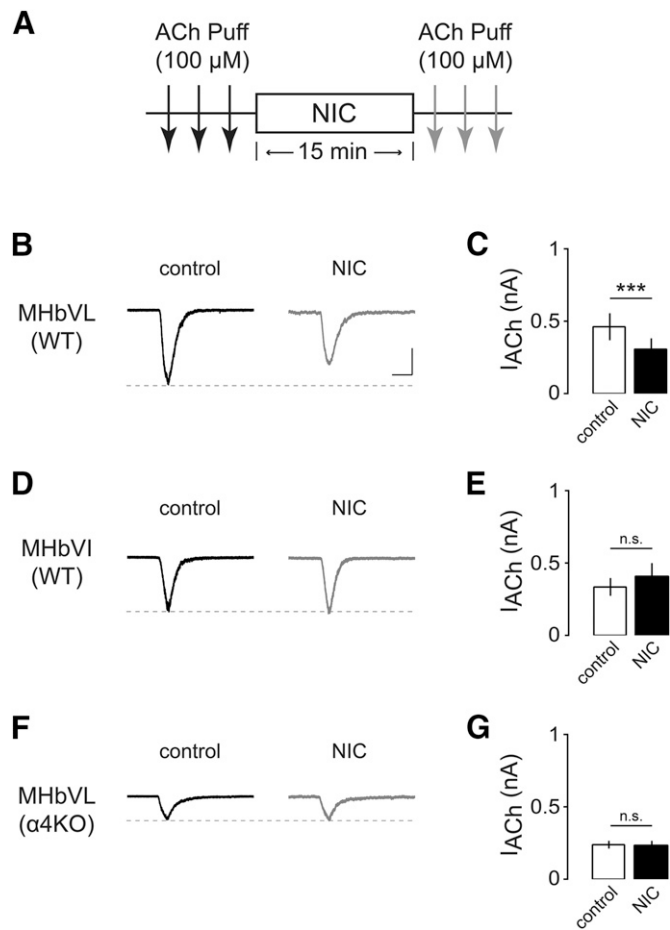 A
ACh Puff
(100 µM)
ACh Puff
(100 µM)
NIC
15 min
B
control
NIC
MHbVL
(WT)
C
1
0.5
0
IACh (nA)
***
control
NIC
D
control
NIC
MHbVI
(WT)
E
1
0.5
0
IACh (nA)
n.s.
control
NIC
F
control
NIC
MHbVL
(α4KO)
G
1
0.5
0
IACh (nA)
n.s.
control
NIC